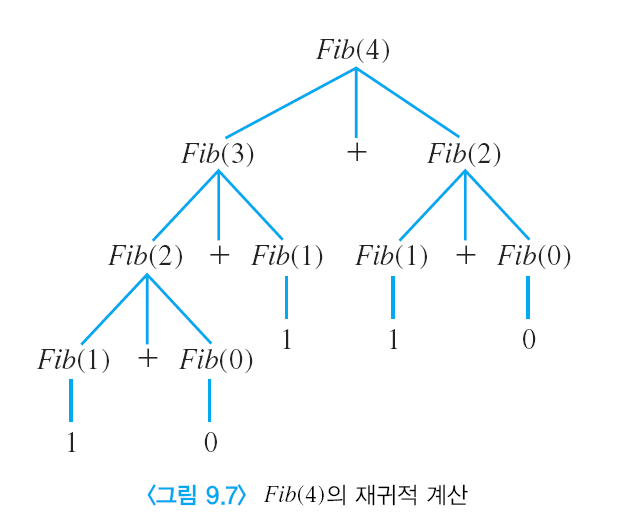 Fib(4)
Fib(3) + Fib(2)
Fib(2) + Fib(1) Fib(1) + Fib(0)
1 1 0
Fib(1) + Fib(0)
1 0
〈그림 9.7〉 Fib(4)의 재귀적 계산